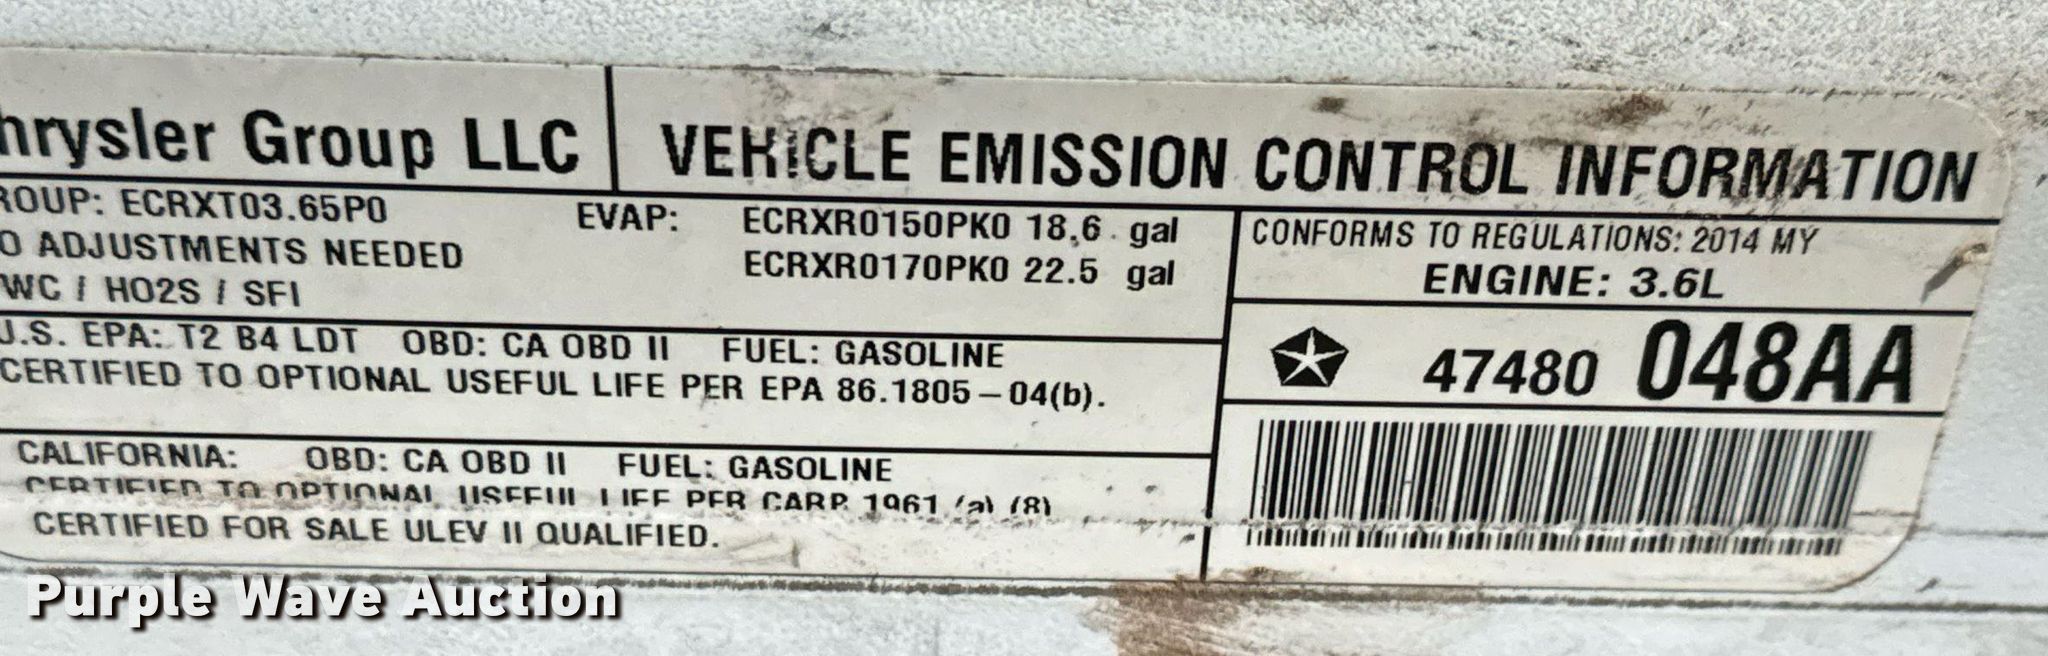 hrysler Group LLC
VEHICLE EMISSION CONTROL INFORMATION
ROUP: ECRXT03.65P0
EVAP: ECRXR0150PK0 18.6 gal
ECRXR0170PK0 22.5 gal
O ADJUSTMENTS NEEDED
WC / HO2S / SFI
CONFORMS TO REGULATIONS: 2014 MY
ENGINE: 3.6L
U.S. EPA: T2 B4 LDT OBD: CA OBD II FUEL: GASOLINE
CERTIFIED TO OPTIONAL USEFUL LIFE PER EPA 86.1805-04(b).
47480 048AA
CALIFORNIA: OBD: CA OBD II FUEL: GASOLINE
CERTIFIED TO OPTIONAL USEFUL LIFE PER CARB 1961 (a) (8)
CERTIFIED FOR SALE ULEV II QUALIFIED.
Purple Wave Auction